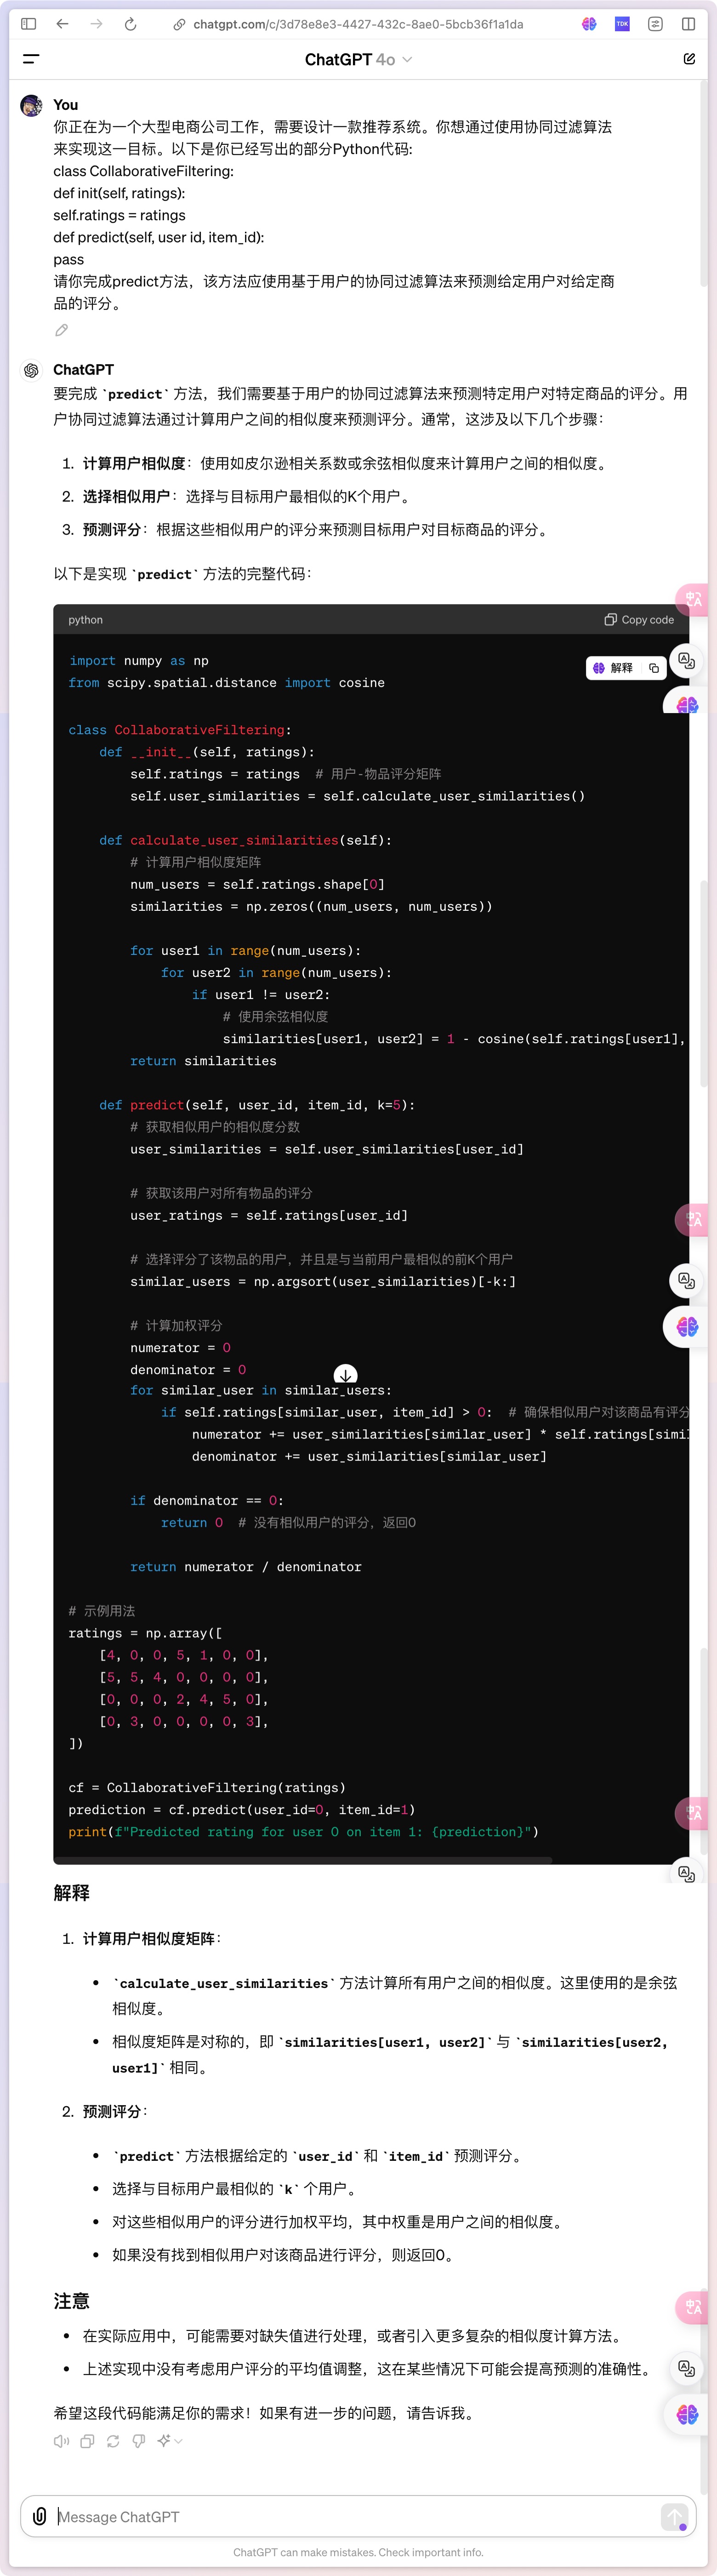 chatgpt.com/c/3d78e8e3-4427-432c-8ae0-5bcb36f1a1da
TDK
ChatGPT 4o
You
你正在为一个大型电商公司工作，需要设计一款推荐系统。你想通过使用协同过滤算法
来实现这一目标。以下是你已经写出的部分Python代码:
class CollaborativeFiltering:
def init(self, ratings):
self.ratings = ratings
def predict(self, user id, item_id):
pass
请你完成predict方法，该方法应使用基于用户的协同过滤算法来预测给定用户对给定商
品的评分。
ChatGPT
要完成 `predict` 方法，我们需要基于用户的协同过滤算法来预测特定用户对特定商品的评分。用
户协同过滤算法通过计算用户之间的相似度来预测评分。通常，这涉及以下几个步骤：
1. 计算用户相似度：使用如皮尔逊相关系数或余弦相似度来计算用户之间的相似度。
2. 选择相似用户：选择与目标用户最相似的K个用户。
3. 预测评分：根据这些相似用户的评分来预测目标用户对目标商品的评分。
以下是实现 `predict` 方法的完整代码：
python Copy code
解释
import numpy as np
from scipy.spatial.distance import cosine
class CollaborativeFiltering:
    def __init__(self, ratings):
        self.ratings = ratings  # 用户-物品评分矩阵
        self.user_similarities = self.calculate_user_similarities()
    def calculate_user_similarities(self):
        # 计算用户相似度矩阵
        num_users = self.ratings.shape[0]
        similarities = np.zeros((num_users, num_users))
        for user1 in range(num_users):
            for user2 in range(num_users):
                if user1 != user2:
                    # 使用余弦相似度
                    similarities[user1, user2] = 1 - cosine(self.ratings[user1],
        return similarities
    def predict(self, user_id, item_id, k=5):
        # 获取相似用户的相似度分数
        user_similarities = self.user_similarities[user_id]
        # 获取该用户对所有物品的评分
        user_ratings = self.ratings[user_id]
        # 选择评分了该物品的用户，并且是与当前用户最相似的前K个用户
        similar_users = np.argsort(user_similarities)[-k:]
        # 计算加权评分
        numerator = 0
        denominator = 0
        for similar_user in similar_users:
            if self.ratings[similar_user, item_id] > 0:  # 确保相似用户对该商品有评分
                numerator += user_similarities[similar_user] * self.ratings[simil
                denominator += user_similarities[similar_user]
        if denominator == 0:
            return 0  # 没有相似用户的评分，返回0
        return numerator / denominator
# 示例用法
ratings = np.array([
    [4, 0, 0, 5, 1, 0, 0],
    [5, 5, 4, 0, 0, 0, 0],
    [0, 0, 0, 2, 4, 5, 0],
    [0, 3, 0, 0, 0, 0, 3],
])
cf = CollaborativeFiltering(ratings)
prediction = cf.predict(user_id=0, item_id=1)
print(f"Predicted rating for user 0 on item 1: {prediction}")
解释
1. 计算用户相似度矩阵：
• `calculate_user_similarities` 方法计算所有用户之间的相似度。这里使用的是余弦
相似度。
• 相似度矩阵是对称的，即 `similarities[user1, user2]` 与 `similarities[user2,
user1]` 相同。
2. 预测评分：
• `predict` 方法根据给定的 `user_id` 和 `item_id` 预测评分。
• 选择与目标用户最相似的 `k` 个用户。
• 对这些相似用户的评分进行加权平均，其中权重是用户之间的相似度。
• 如果没有找到相似用户对该商品进行评分，则返回0。
注意
• 在实际应用中，可能需要对缺失值进行处理，或者引入更多复杂的相似度计算方法。
• 上述实现中没有考虑用户评分的平均值调整，这在某些情况下可能会提高预测的准确性。
希望这段代码能满足你的需求！如果有进一步的问题，请告诉我。
Message ChatGPT
ChatGPT can make mistakes. Check important info.